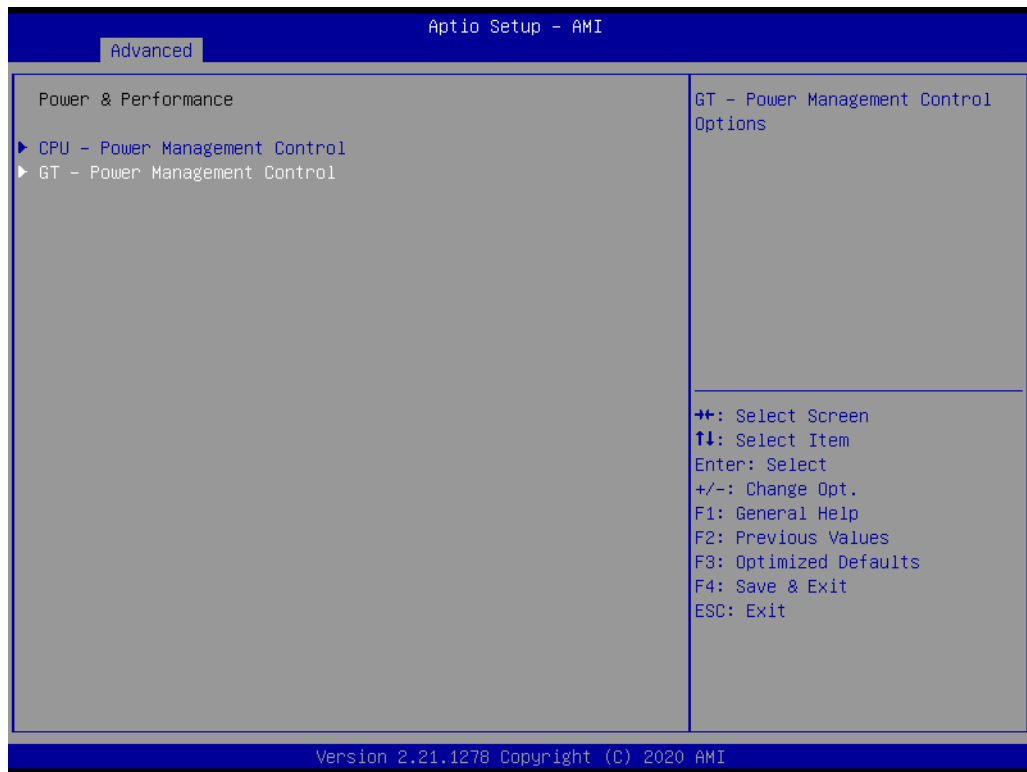 Aptio Setup – AMI
Advanced
Power & Performance
▶ CPU – Power Management Control
▶ GT – Power Management Control
GT – Power Management Control
Options
→←: Select Screen
↑↓: Select Item
Enter: Select
+/-: Change Opt.
F1: General Help
F2: Previous Values
F3: Optimized Defaults
F4: Save & Exit
ESC: Exit
Version 2.21.1278 Copyright (C) 2020 AMI